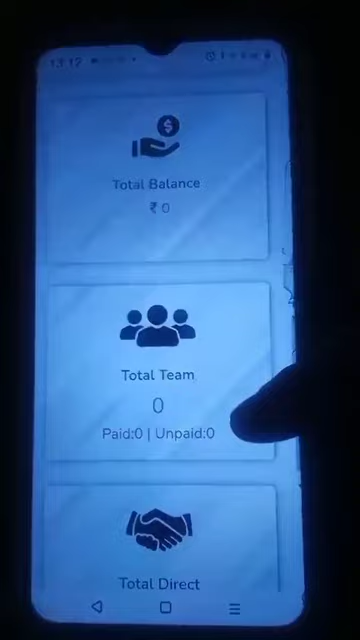 13:12
Total Balance
₹ 0
Total Team
0
Paid:0 | Unpaid:0
Total Direct